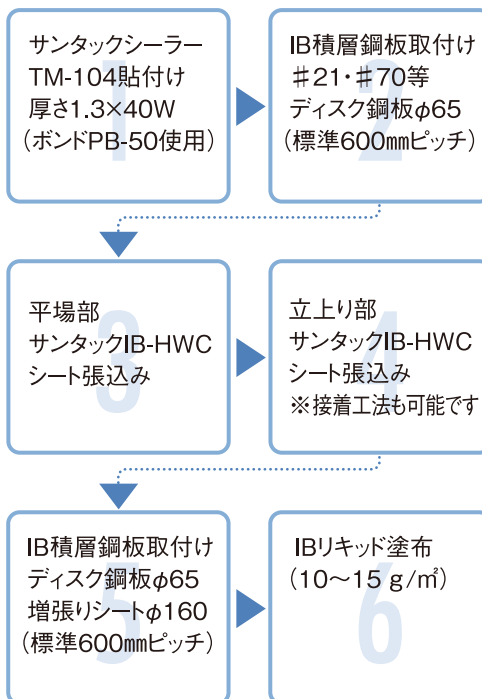 1
サンタックシーラー
TM-104貼付け
厚さ1.3×40W
(ボンドPB-50使用)
2
IB積層鋼板取付け
♯21・♯70等
ディスク鋼板φ65
(標準600㎜ピッチ)
3
平場部
サンタックIB-HWC
シート張込み
4
立上り部
サンタックIB-HWC
シート張込み
※接着工法も可能です
5
IB積層鋼板取付け
ディスク鋼板φ65
増張りシートφ160
(標準600㎜ピッチ)
6
IBリキッド塗布
(10〜15 g/㎡)